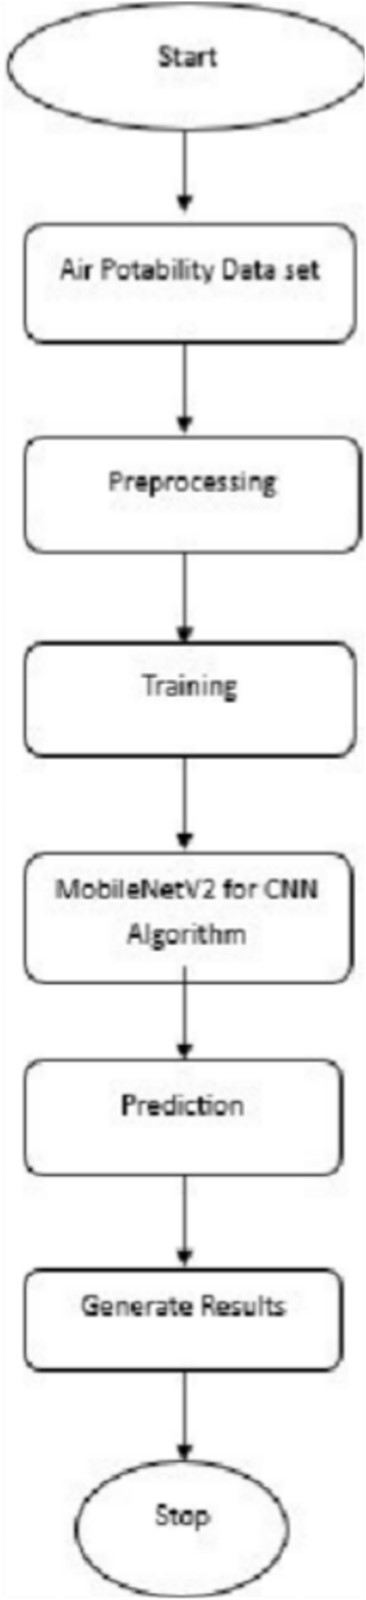 Start
Air Potability Data set
Preprocessing
Training
MobileNetV2 for CNN
Algorithm
Prediction
Generate Results
Stop